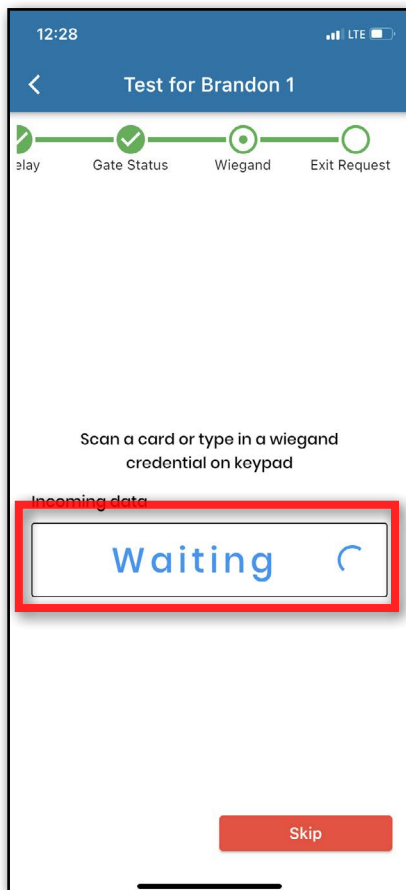 12:28
LTE
Test for Brandon 1
elay
Gate Status
Wiegand
Exit Request
Scan a card or type in a wiegand
credential on keypad
Incoming data
Waiting
Skip